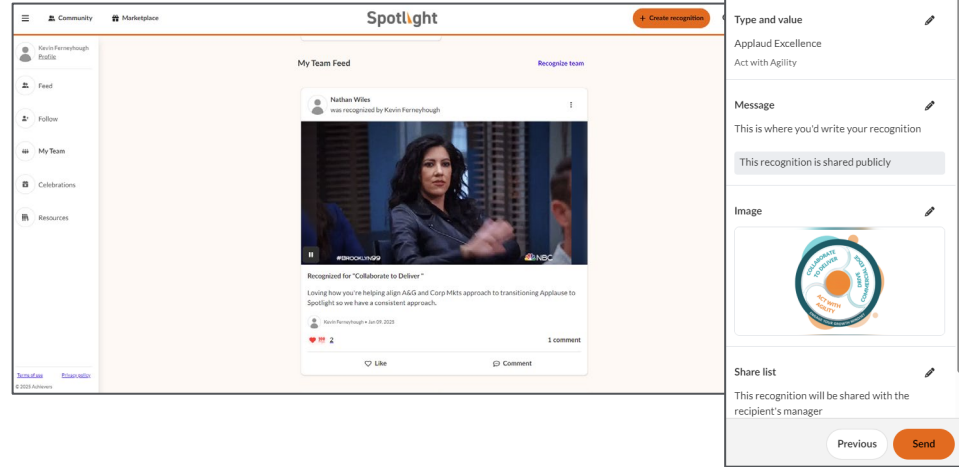 Community
Marketplace
Spotlight
+ Create recognition
Kevin Ferneyhough
Profile
Feed
Follow
My Team
Celebrations
Resources
Terms of use
Privacy policy
© 2025 Achievers
My Team Feed
Recognize team
Nathan Wiles
was recognized by Kevin Ferneyhough
#BROOKLYN99
NBC
Recognized for "Collaborate to Deliver "
Loving how you're helping align A&G and Corp Mkts approach to transitioning Applause to
Spotlight so we have a consistent approach.
Kevin Ferneyhough • Jan 09, 2025
2
1 comment
Like
Comment
Type and value
Applaud Excellence
Act with Agility
Message
This is where you'd write your recognition
This recognition is shared publicly
Image
COLLABORATE
TO DELIVER
ACT WITH
AGILITY
Share list
This recognition will be shared with the
recipient's manager
Previous
Send